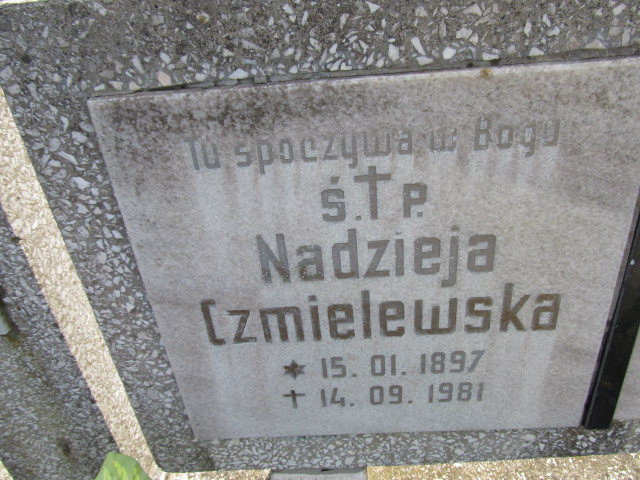 Tu spoczywa w Bogu
Ś. † P.
Nadzieja
Czmielewska
* 15. 01. 1897
† 14. 09. 1981